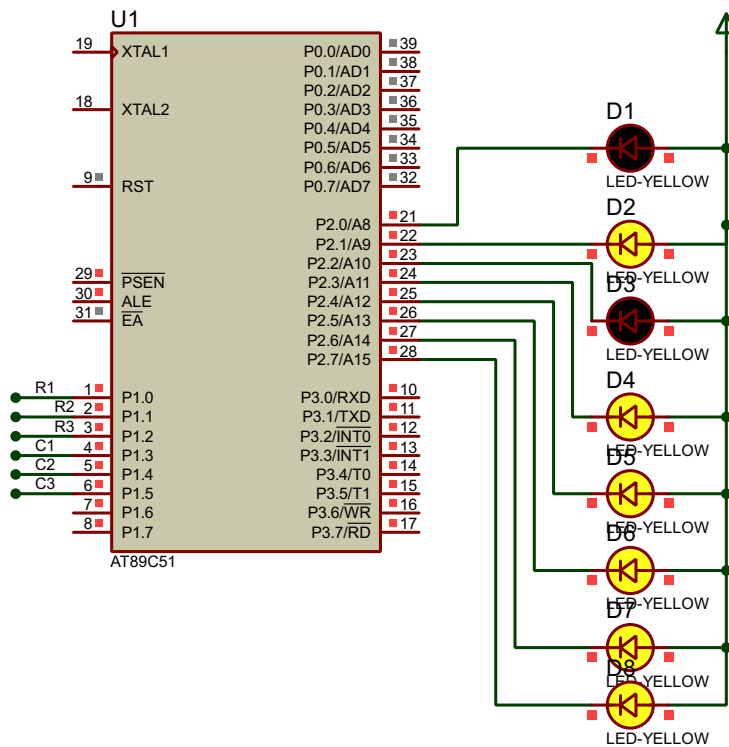 U1
19
XTAL1
18
XTAL2
9
RST
29
PSEN
30
ALE
31
EA
R1
1
P1.0
R2
2
P1.1
R3
3
P1.2
C1
4
P1.3
C2
5
P1.4
C3
6
P1.5
7
P1.6
8
P1.7
P0.0/AD0
39
P0.1/AD1
38
P0.2/AD2
37
P0.3/AD3
36
P0.4/AD4
35
P0.5/AD5
34
P0.6/AD6
33
P0.7/AD7
32
P2.0/A8
21
P2.1/A9
22
P2.2/A10
23
P2.3/A11
24
P2.4/A12
25
P2.5/A13
26
P2.6/A14
27
P2.7/A15
28
P3.0/RXD
10
P3.1/TXD
11
P3.2/INT0
12
P3.3/INT1
13
P3.4/T0
14
P3.5/T1
15
P3.6/WR
16
P3.7/RD
17
AT89C51
D1
LED-YELLOW
D2
LED-YELLOW
D3
LED-YELLOW
D4
LED-YELLOW
D5
LED-YELLOW
D6
LED-YELLOW
D7
LED-YELLOW
D8
LED-YELLOW